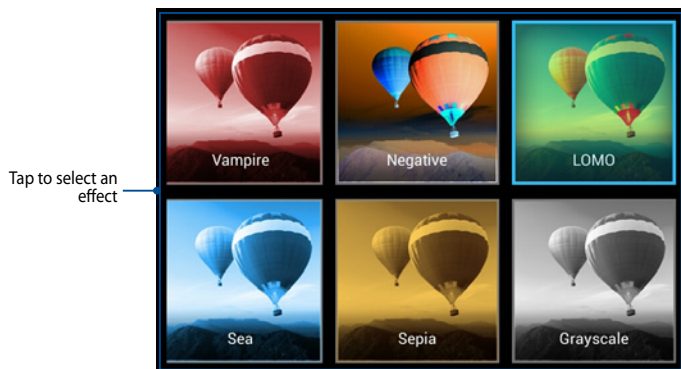 Vampire
Negative
LOMO
Tap to select an
effect
Sea
Sepia
Grayscale